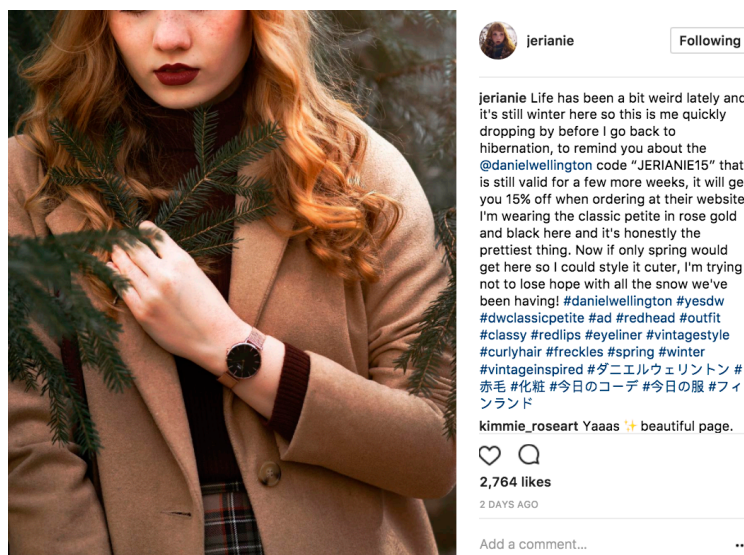 jerianie
Following
jerianie Life has been a bit weird lately and
it's still winter here so this is me quickly
dropping by before I go back to
hibernation, to remind you about the
@danielwellington code “JERIANIE15” that
is still valid for a few more weeks, it will ge
you 15% off when ordering at their website
I'm wearing the classic petite in rose gold
and black here and it's honestly the
prettiest thing. Now if only spring would
get here so I could style it cuter, I'm trying
not to lose hope with all the snow we've
been having! #danielwellington #yesdw
#dwclassicpetite #ad #redhead #outfit
#classy #redlips #eyeliner #vintagestyle
#curlyhair #freckles #spring #winter
#vintageinspired #ダニエルウェリントン #
赤毛 #化粧 #今日のコーデ #今日の服 #フィ
ンランド
kimmie_roseart Yaaas ✨ beautiful page.
2,764 likes
2 DAYS AGO
Add a comment…